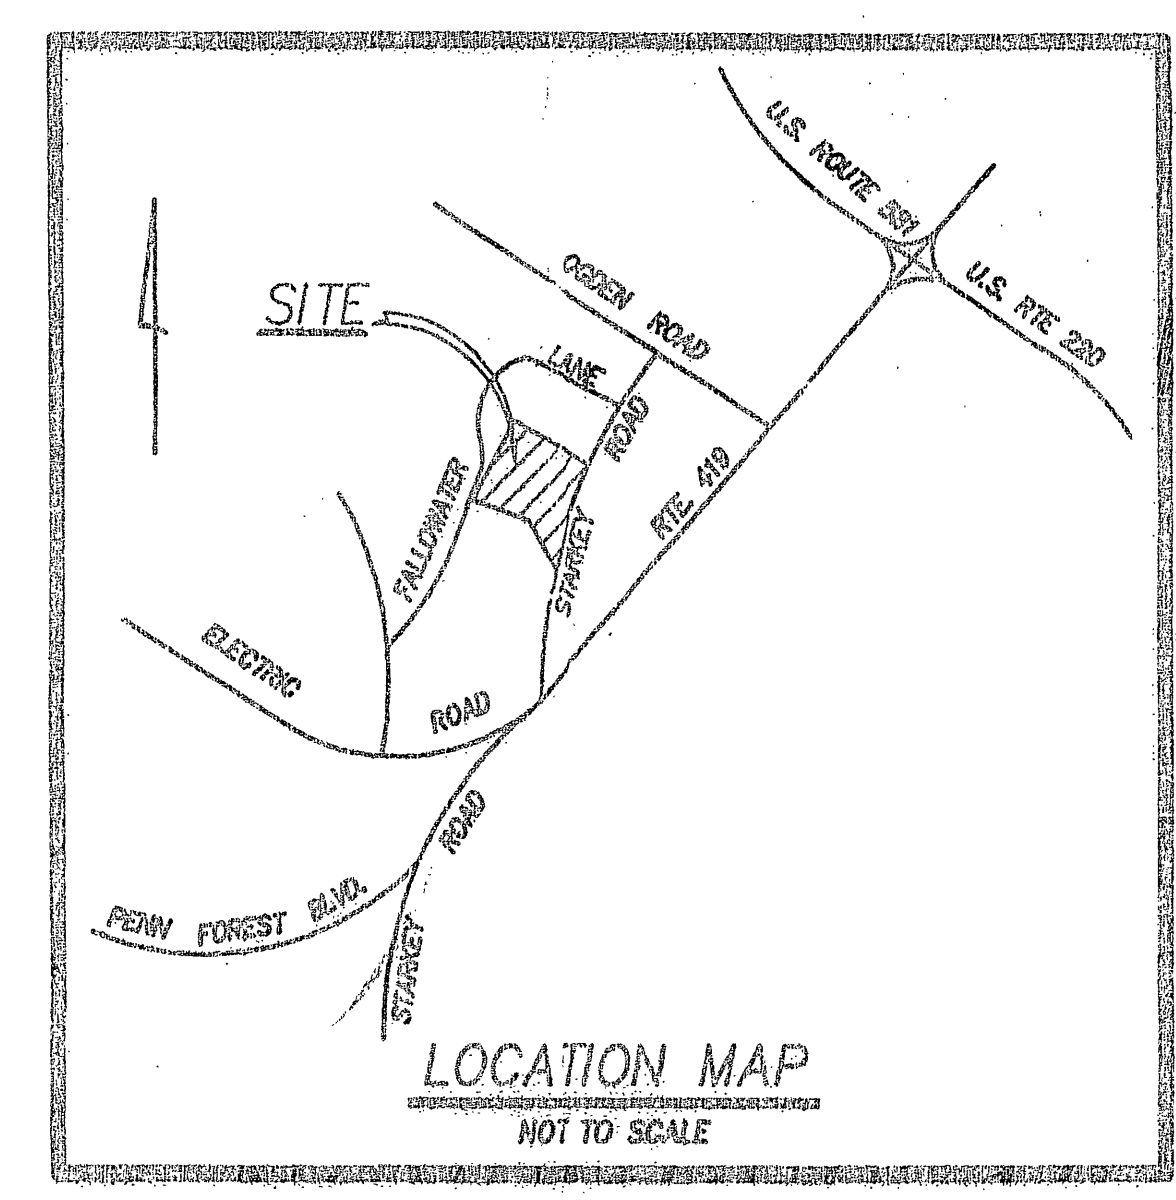 U.S. ROUTE 581
U.S. RTE 220
OGDEN ROAD
SITE
LANE
ROAD
RTE. 419
FALLOWATER
STARKEY
ELECTRIC
ROAD
ROAD
PENN FOREST BLVD.
STARKEY
LOCATION MAP
NOT TO SCALE